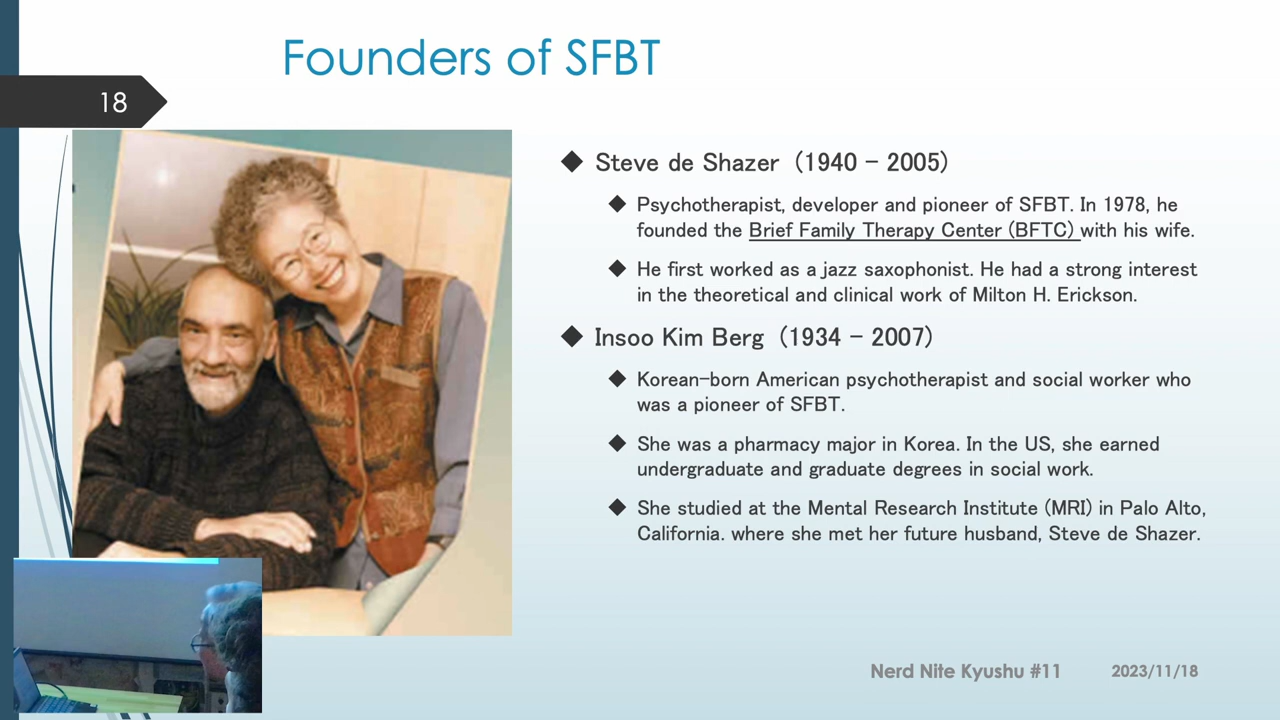 Founders of SFBT
18
◆ Steve de Shazer (1940 – 2005)
◆ Psychotherapist, developer and pioneer of SFBT. In 1978, he
founded the Brief Family Therapy Center (BFTC) with his wife.
◆ He first worked as a jazz saxophonist. He had a strong interest
in the theoretical and clinical work of Milton H. Erickson.
◆ Insoo Kim Berg (1934 – 2007)
◆ Korean-born American psychotherapist and social worker who
was a pioneer of SFBT.
◆ She was a pharmacy major in Korea. In the US, she earned
undergraduate and graduate degrees in social work.
◆ She studied at the Mental Research Institute (MRI) in Palo Alto,
California. where she met her future husband, Steve de Shazer.
Nerd Nite Kyushu #11 2023/11/18